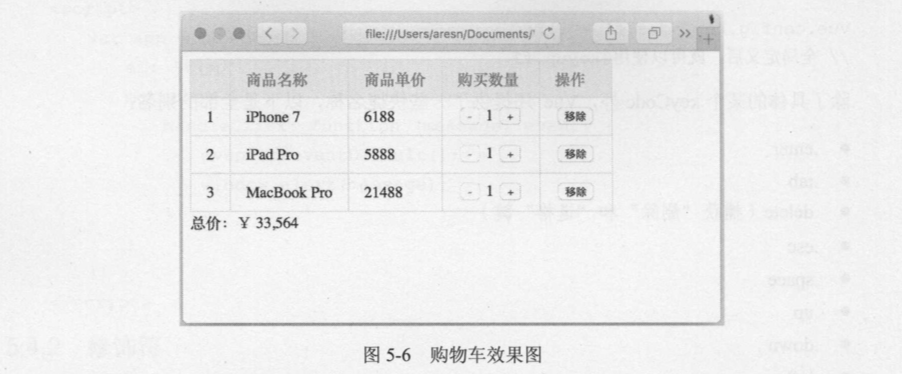 file:///Users/aresn/Documents/
商品名称 商品单价 购买数量 操作
1 iPhone 7 6188 - 1 + 移除
2 iPad Pro 5888 - 1 + 移除
3 MacBook Pro 21488 - 1 + 移除
总价：￥ 33,564
图 5-6 购物车效果图